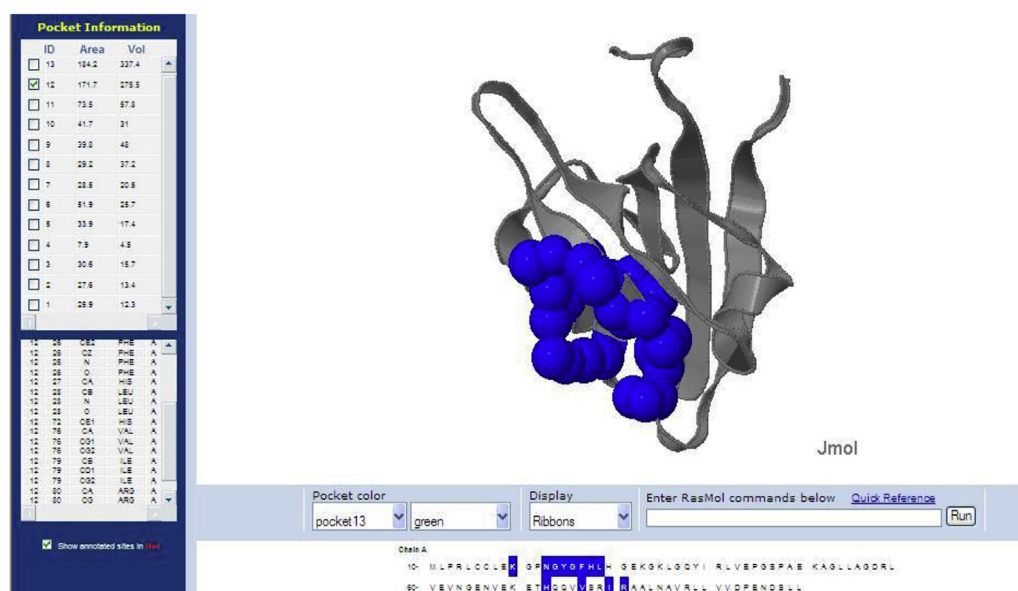 Pocket Information
ID Area Vol
13 184.2 337.4
12 171.7 275.5
11 73.5 57.8
10 41.7 31
9 39.8 48
8 29.2 37.2
7 28.5 20.5
6 51.9 25.7
5 33.9 17.4
4 7.9 4.5
3 30.6 15.7
2 27.6 13.4
1 25.9 12.3
12 26 CE2 PHE A
12 26 CZ PHE A
12 26 N PHE A
12 26 O PHE A
12 27 CA HIS A
12 28 CB LEU A
12 28 N LEU A
12 28 O LEU A
12 72 CE1 HIS A
12 76 CA VAL A
12 76 CG1 VAL A
12 76 CG2 VAL A
12 79 CB ILE A
12 79 CD1 ILE A
12 79 CG2 ILE A
12 80 CA ARG A
12 80 CG ARG A
Show annotated sites in Red
Jmol
Pocket color
pocket13
green
Display
Ribbons
Enter RasMol commands below Quick Reference
Run
Chain A
10- MLPRLCCLEK GPNGYGFHLH GEKGKLGQYI RLVEPGSPAE KAGLLAGDRL
60- VEVNGENVEK ETHQQVVSRI RAALNAVRLL VVDPENDSLL